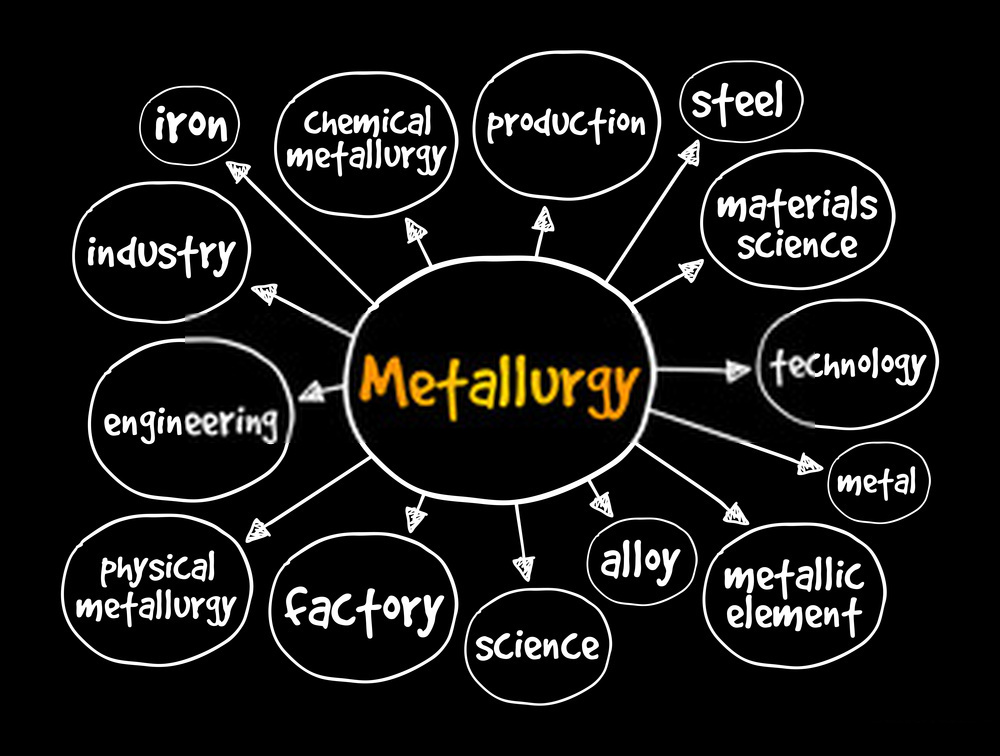 iron
chemical
metallurgy
production
steel
materials
science
industry
technology
Metallurgy
engineering
metal
physical
metallurgy
factory
science
alloy
metallic
element